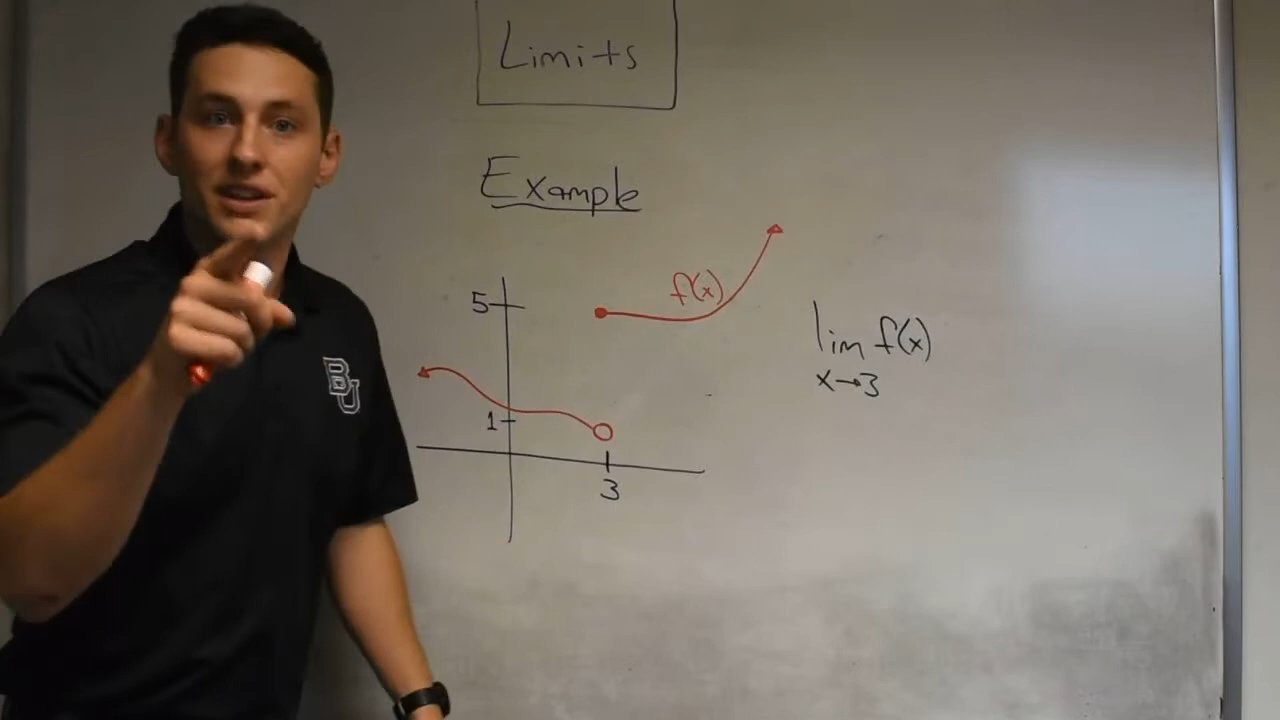 Limits
Example
f(x)
5
lim f(x)
x→3
1
3
BU